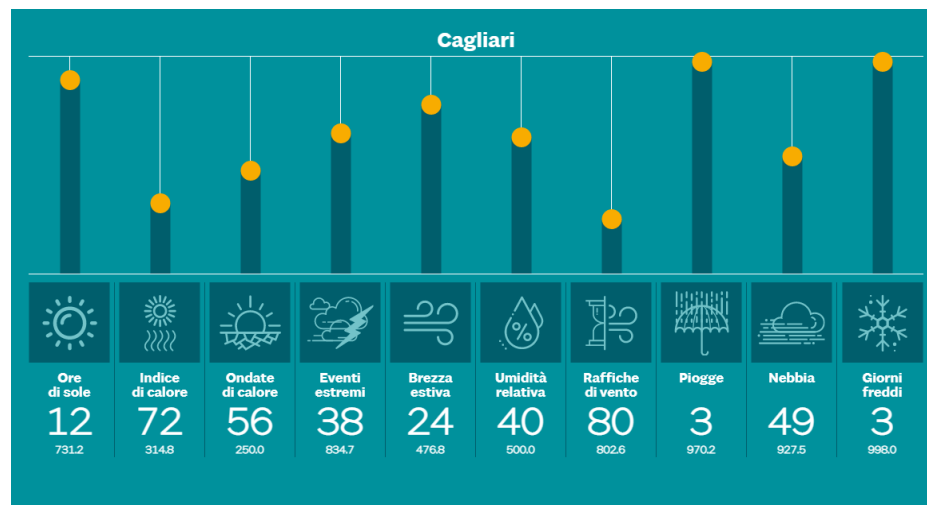 Cagliari
Ore
di sole
12
731.2
Indice
di calore
72
314.8
Ondate
di calore
56
250.0
Eventi
estremi
38
834.7
Brezza
estiva
24
476.8
Umidità
relativa
40
500.0
Raffiche
di vento
80
802.6
Piogge
3
970.2
Nebbia
49
927.5
Giorni
freddi
3
998.0